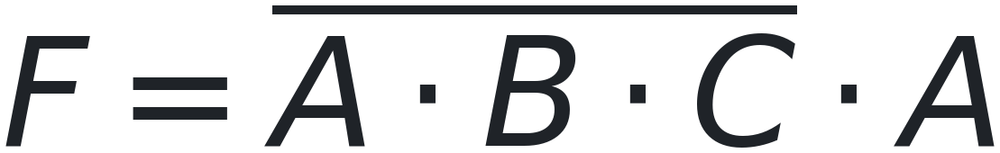 F = \overline{A · B · C} · A